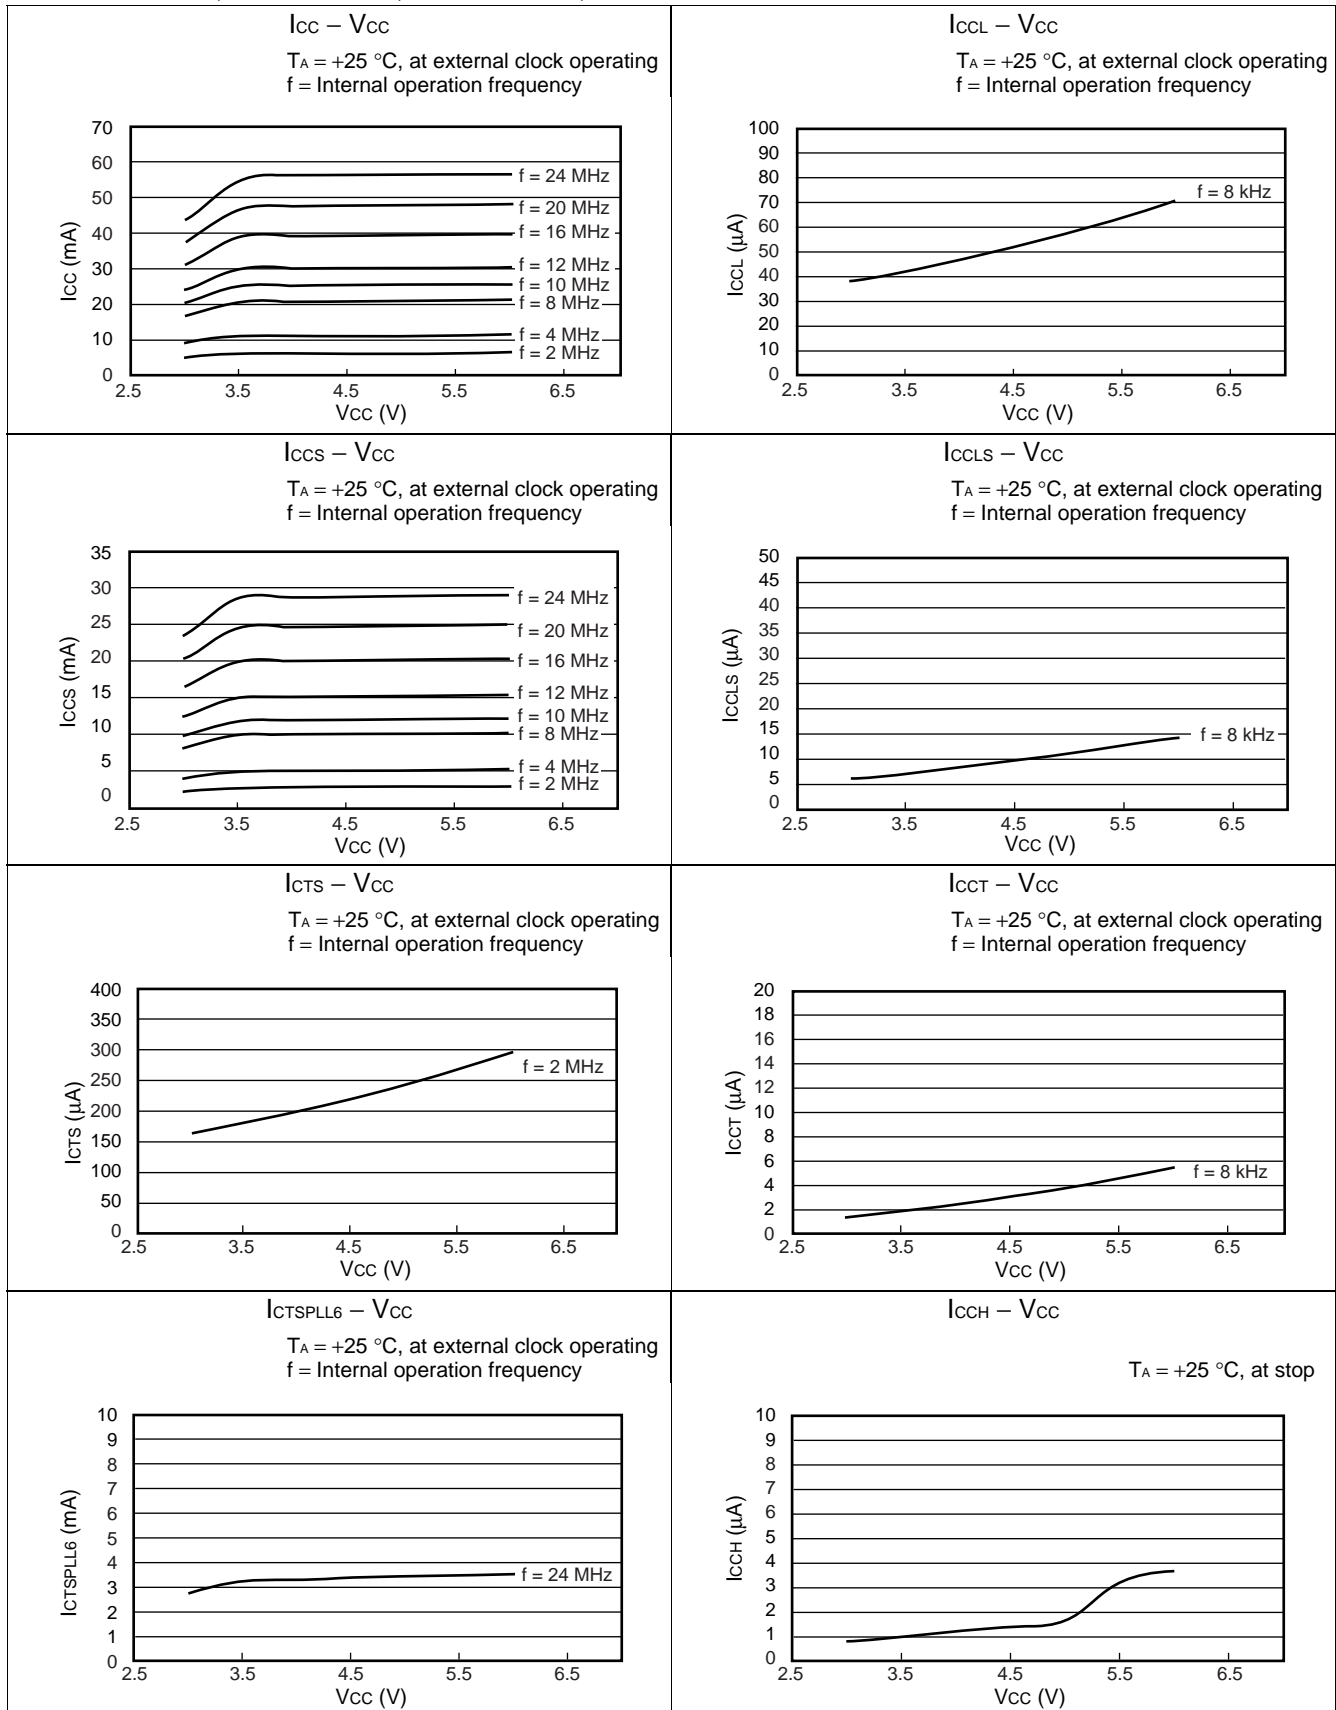 ICC – VCC
TA = +25 °C, at external clock operating
f = Internal operation frequency
70
60
50
40
30
20
10
0
ICC (mA)
f = 24 MHz
f = 20 MHz
f = 16 MHz
f = 12 MHz
f = 10 MHz
f = 8 MHz
f = 4 MHz
f = 2 MHz
2.5 3.5 4.5 5.5 6.5
VCC (V)
ICCL – VCC
TA = +25 °C, at external clock operating
f = Internal operation frequency
100
90
80
70
60
50
40
30
20
10
0
ICCL (μA)
f = 8 kHz
2.5 3.5 4.5 5.5 6.5
VCC (V)
ICCS – VCC
TA = +25 °C, at external clock operating
f = Internal operation frequency
35
30
25
20
15
10
5
0
ICCS (mA)
f = 24 MHz
f = 20 MHz
f = 16 MHz
f = 12 MHz
f = 10 MHz
f = 8 MHz
f = 4 MHz
f = 2 MHz
2.5 3.5 4.5 5.5 6.5
VCC (V)
ICCLS – VCC
TA = +25 °C, at external clock operating
f = Internal operation frequency
50
45
40
35
30
25
20
15
10
5
0
ICCLS (μA)
f = 8 kHz
2.5 3.5 4.5 5.5 6.5
VCC (V)
ICTS – VCC
TA = +25 °C, at external clock operating
f = Internal operation frequency
400
350
300
250
200
150
100
50
0
ICTS (μA)
f = 2 MHz
2.5 3.5 4.5 5.5 6.5
VCC (V)
ICCT – VCC
TA = +25 °C, at external clock operating
f = Internal operation frequency
20
18
16
14
12
10
8
6
4
2
0
ICCT (μA)
f = 8 kHz
2.5 3.5 4.5 5.5 6.5
VCC (V)
ICTSPLL6 – VCC
TA = +25 °C, at external clock operating
f = Internal operation frequency
10
9
8
7
6
5
4
3
2
1
0
ICTSPLL6 (mA)
f = 24 MHz
2.5 3.5 4.5 5.5 6.5
VCC (V)
ICCH – VCC
TA = +25 °C, at stop
10
9
8
7
6
5
4
3
2
1
0
ICCH (μA)
2.5 3.5 4.5 5.5 6.5
VCC (V)